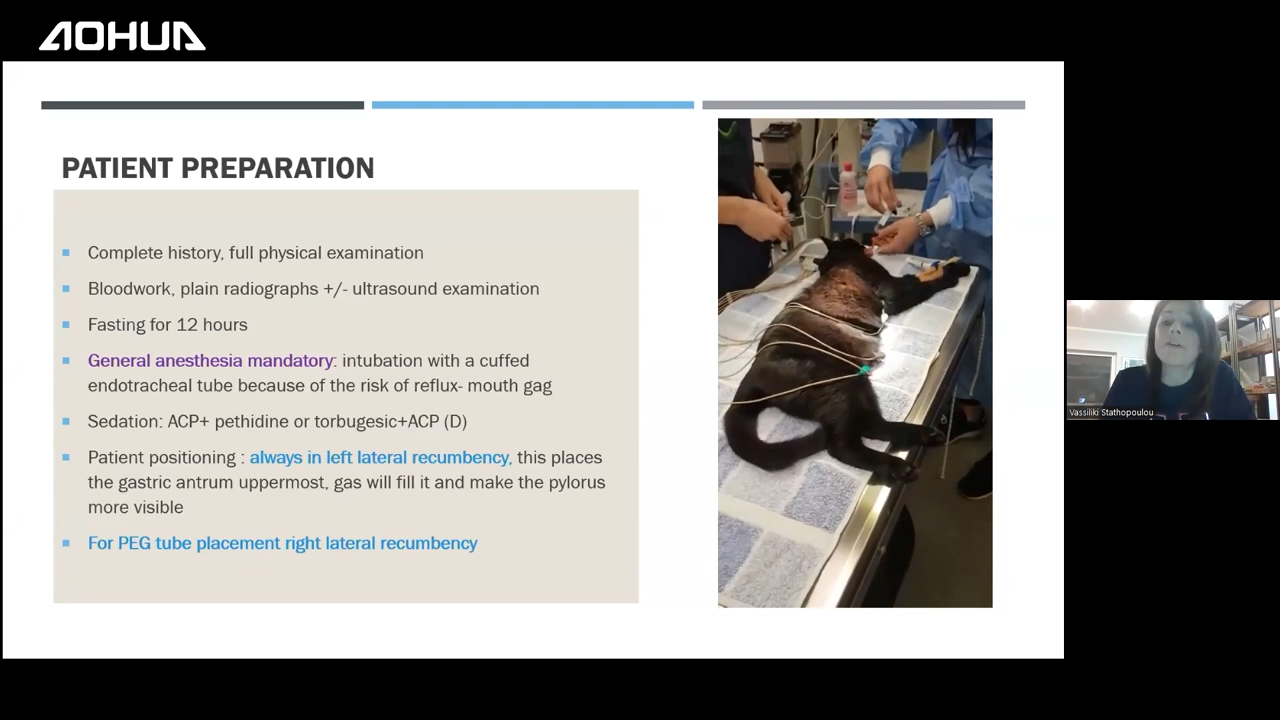 AOHUA
PATIENT PREPARATION
Complete history, full physical examination
Bloodwork, plain radiographs +/- ultrasound examination
Fasting for 12 hours
General anesthesia mandatory: intubation with a cuffed
endotracheal tube because of the risk of reflux- mouth gag
Sedation: ACP+ pethidine or torbugesic+ACP (D)
Patient positioning : always in left lateral recumbency, this places
the gastric antrum uppermost, gas will fill it and make the pylorus
more visible
For PEG tube placement right lateral recumbency
Vassiliki Stathopoulou